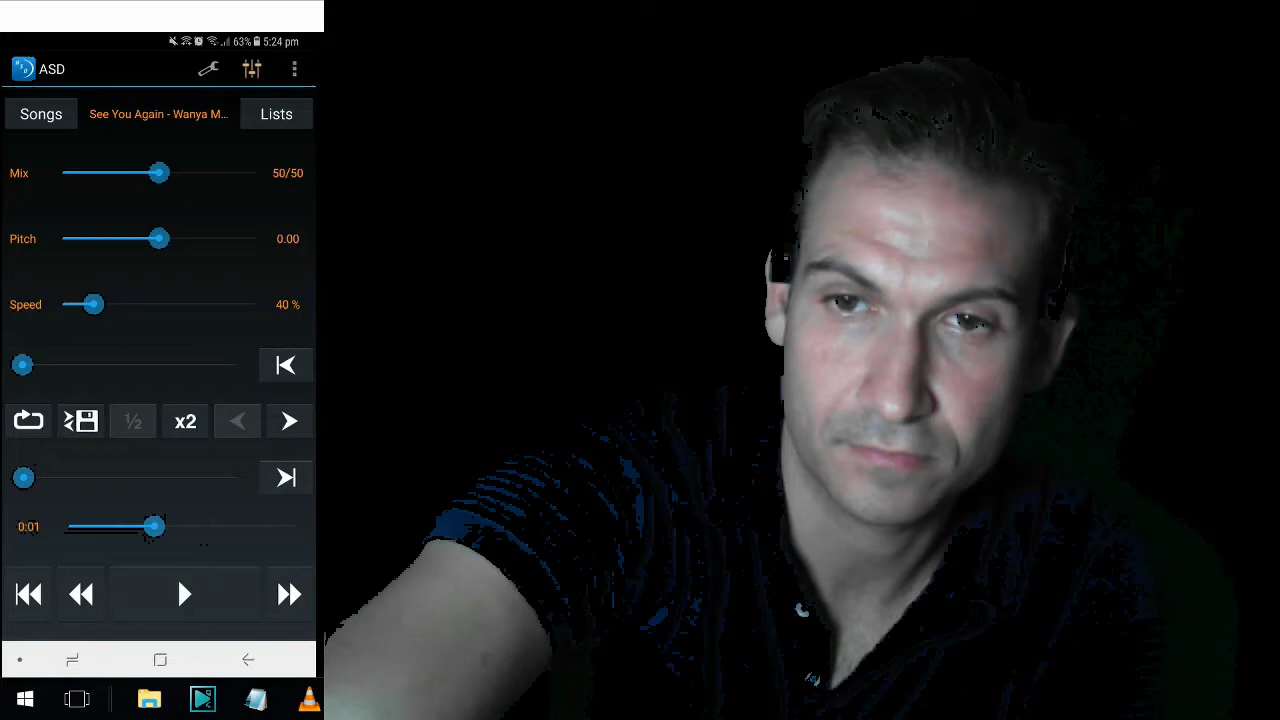 63% 5:24 pm
ASD
Songs See You Again - Wanya M... Lists
Mix 50/50
Pitch 0.00
Speed 40 %
½ x2
0:01